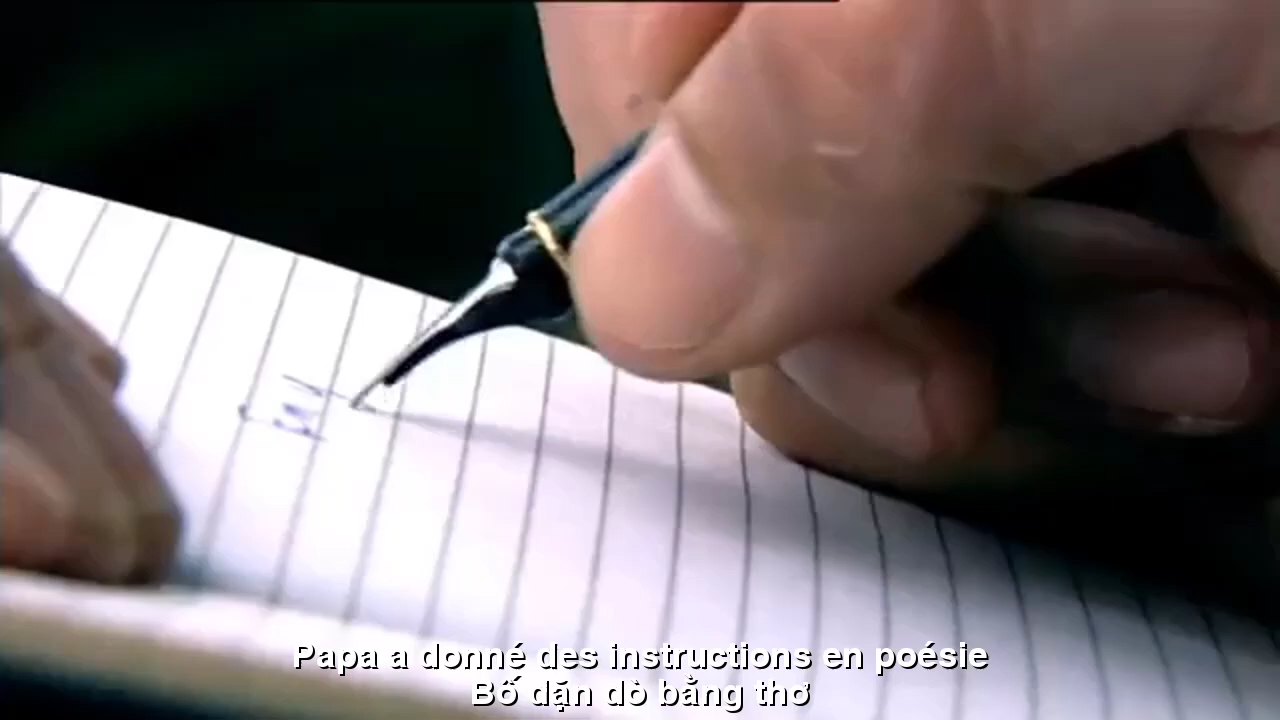 Papa a donné des instructions en poésie
Bố dặn dò bằng thơ